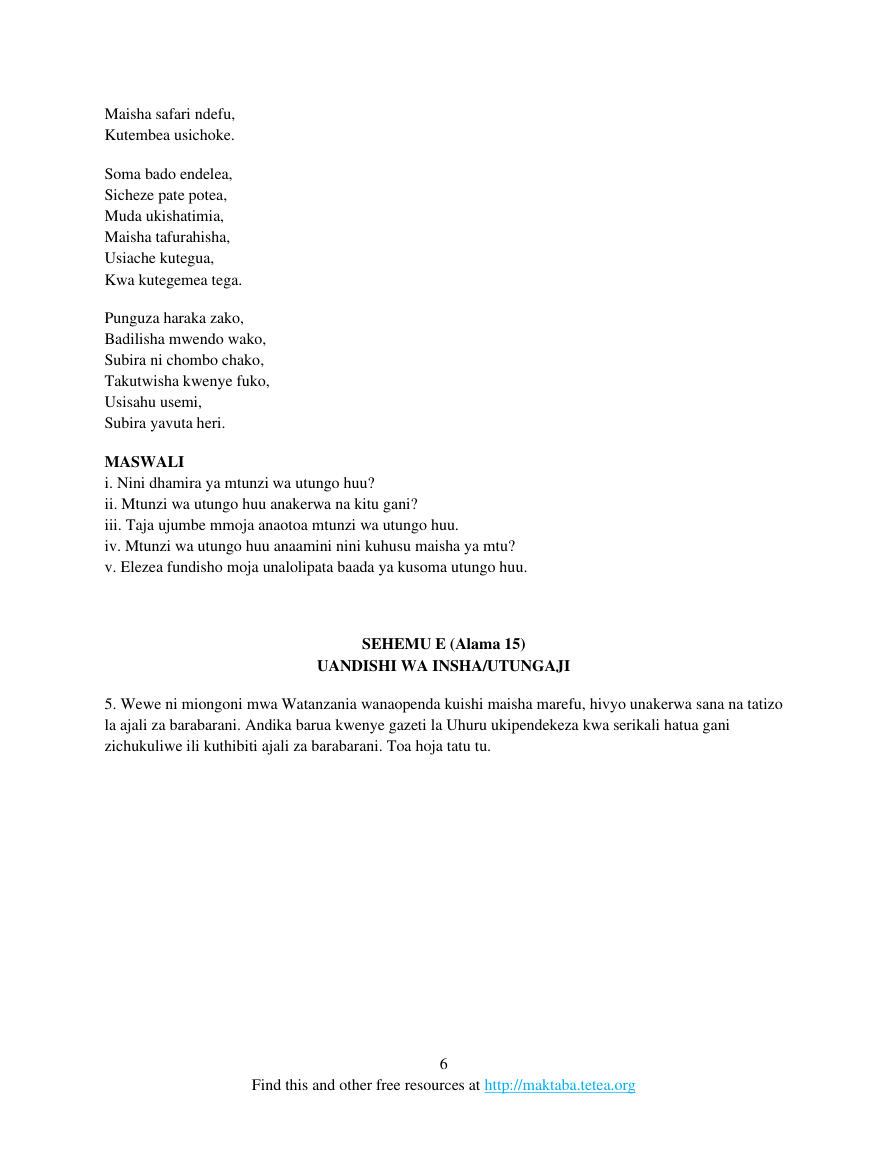 Maisha safari ndefu,
Kutembea usichoke.
Soma bado endelea,
Sicheze pate potea,
Muda ukishatimia,
Maisha tafurahisha,
Usiache kutegua,
Kwa kutegemea tega.
Punguza haraka zako,
Badilisha mwendo wako,
Subira ni chombo chako,
Takutwisha kwenye fuko,
Usisahu usemi,
Subira yavuta heri.
MASWALI
i. Nini dhamira ya mtunzi wa utungo huu?
ii. Mtunzi wa utungo huu anakerwa na kitu gani?
iii. Taja ujumbe mmoja anaotoa mtunzi wa utungo huu.
iv. Mtunzi wa utungo huu anaamini nini kuhusu maisha ya mtu?
v. Elezea fundisho moja unalolipata baada ya kusoma utungo huu.
SEHEMU E (Alama 15)
UANDISHI WA INSHA/UTUNGAJI
5. Wewe ni miongoni mwa Watanzania wanaopenda kuishi maisha marefu, hivyo unakerwa sana na tatizo
la ajali za barabarani. Andika barua kwenye gazeti la Uhuru ukipendekeza kwa serikali hatua gani
zichukuliwe ili kuthibiti ajali za barabarani. Toa hoja tatu tu.
6
Find this and other free resources at http://maktaba.tetea.org